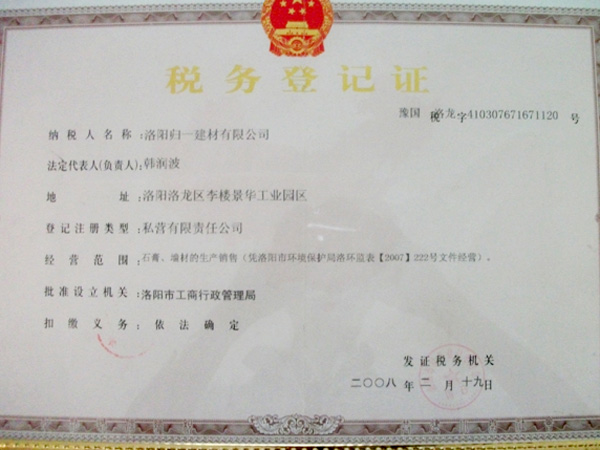 税务登记证
豫国 税 洛龙 字410307671671120 号
纳税人名称:洛阳归一建材有限公司
法定代表人(负责人):韩润波
地 址:洛阳洛龙区李楼景华工业园区
登记注册类型:私营有限责任公司
经营范围:石膏、墙材的生产销售(凭洛阳市环境保护局洛环监表【2007】222号文件经营)。
批准设立机关:洛阳市工商行政管理局
扣缴义务:依法确定
发证税务机关
二〇〇八 年 二 月 十九日